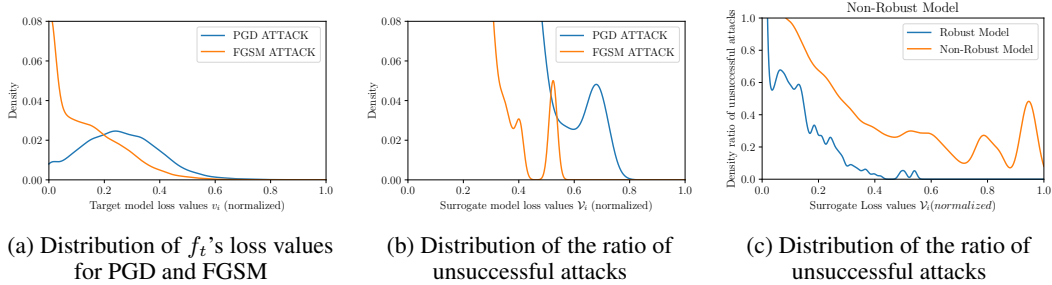 0.08
0.06
0.04
0.02
0.00
Density
PGD ATTACK
FGSM ATTACK
0.0 0.2 0.4 0.6 0.8 1.0
Target model loss values v_i (normalized)
(a) Distribution of f_t's loss values
for PGD and FGSM
0.08
0.06
0.04
0.02
0.00
Density
PGD ATTACK
FGSM ATTACK
0.0 0.2 0.4 0.6 0.8 1.0
Surrogate model loss values 𝒱_i (normalized)
(b) Distribution of the ratio of
unsuccessful attacks
Non-Robust Model
1.0
0.8
0.6
0.4
0.2
0.0
Density ratio of unsuccessful attacks
Robust Model
Non-Robust Model
0.0 0.2 0.4 0.6 0.8 1.0
Surrogate Loss values 𝒱_i(normalized)
(c) Distribution of the ratio of
unsuccessful attacks